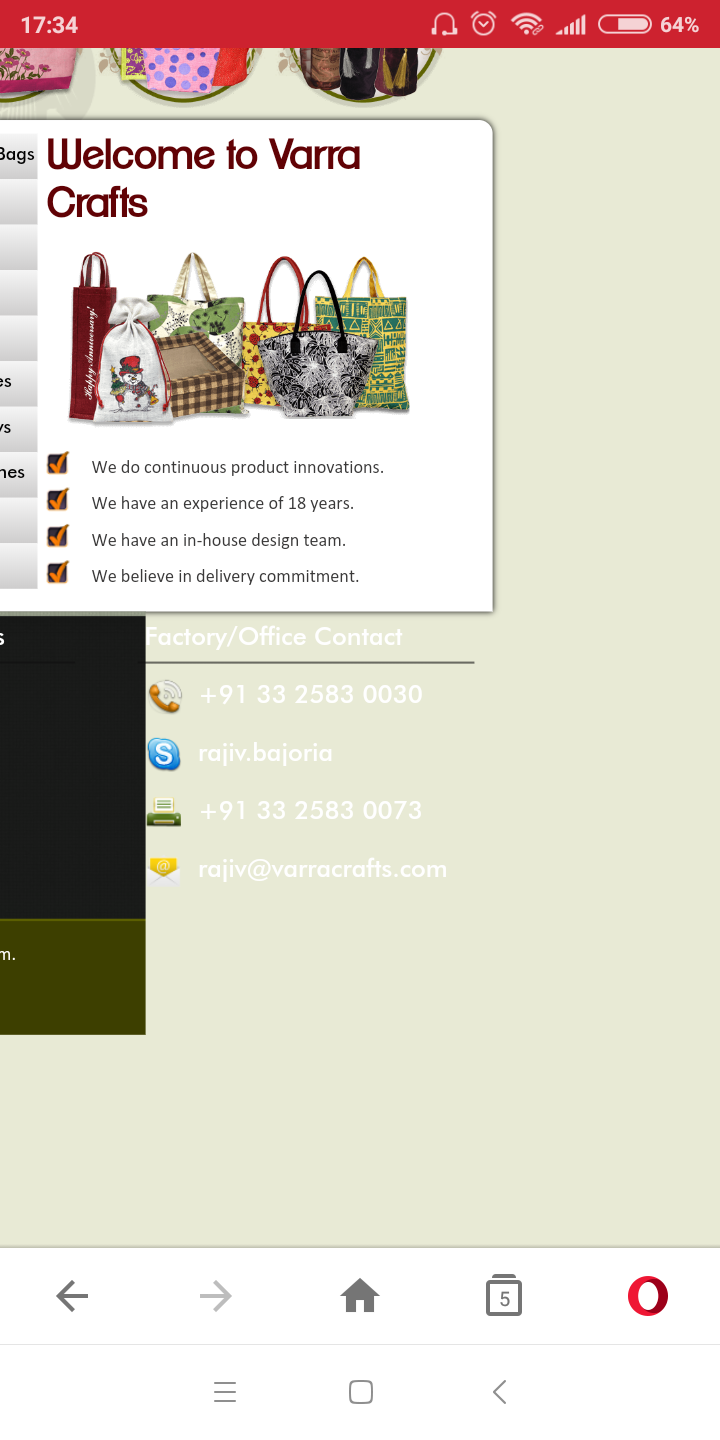 17:34
64%
Bags
Welcome to Varra
Crafts
Happy Anniversary!
es
ys
nes
We do continuous product innovations.
We have an experience of 18 years.
We have an in-house design team.
We believe in delivery commitment.
s
Factory/Office Contact
+91 33 2583 0030
rajiv.bajoria
+91 33 2583 0073
rajiv@varracrafts.com
m.
5